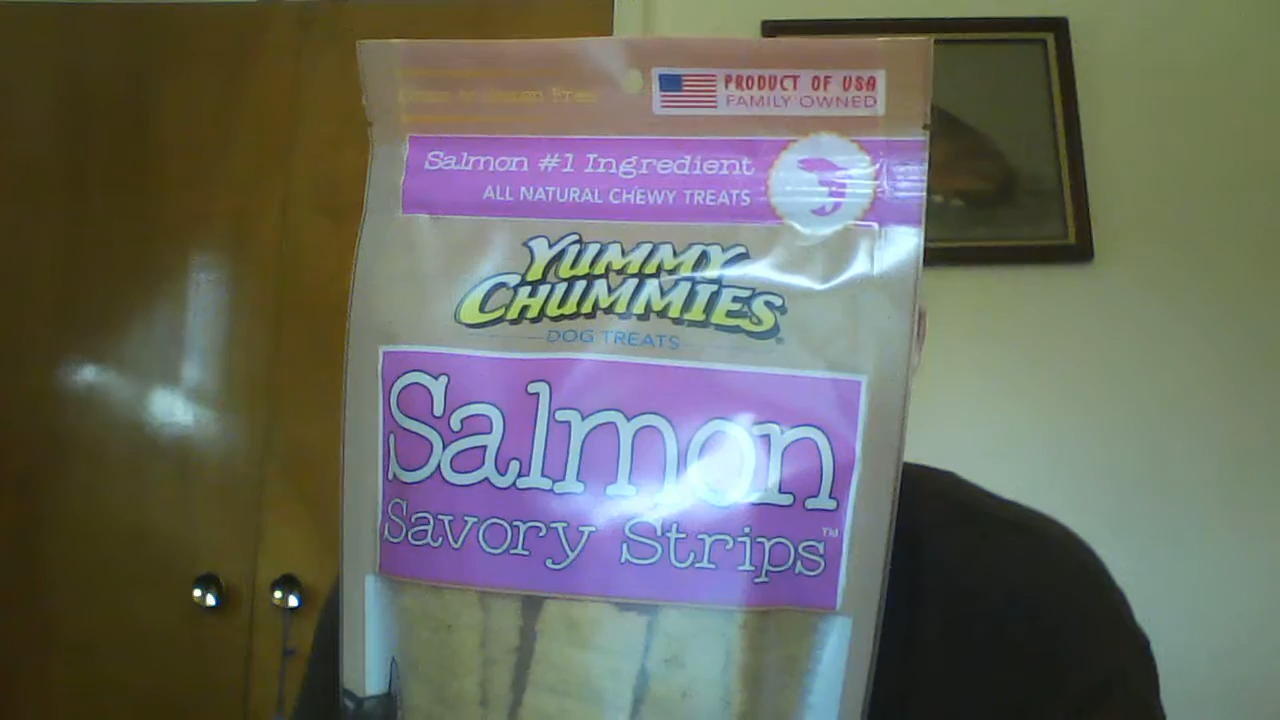 PRODUCT OF USA
FAMILY OWNED
Salmon #1 Ingredient
ALL NATURAL CHEWY TREATS
YUMMY
CHUMMIES®
DOG TREATS
Salmon
Savory Strips™